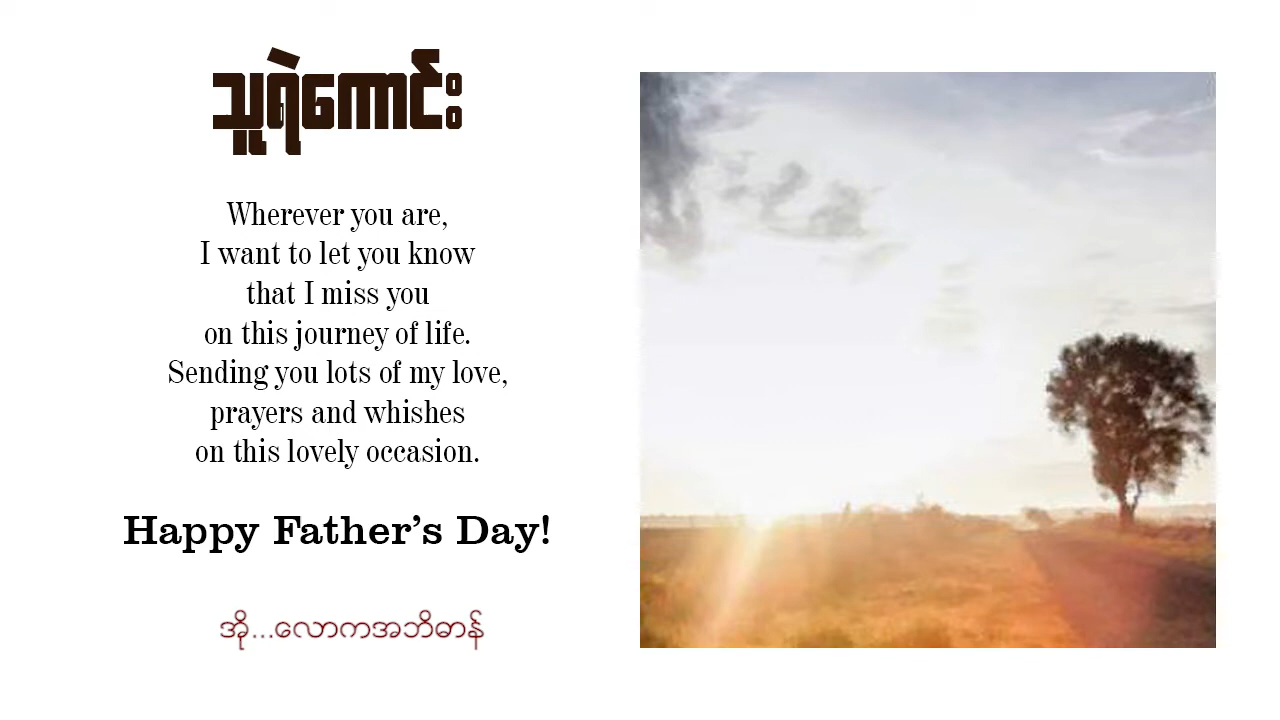 သူရဲကောင်း
Wherever you are,
I want to let you know
that I miss you
on this journey of life.
Sending you lots of my love,
prayers and whishes
on this lovely occasion.
Happy Father’s Day!
အို...လောကအဘိဓာန်